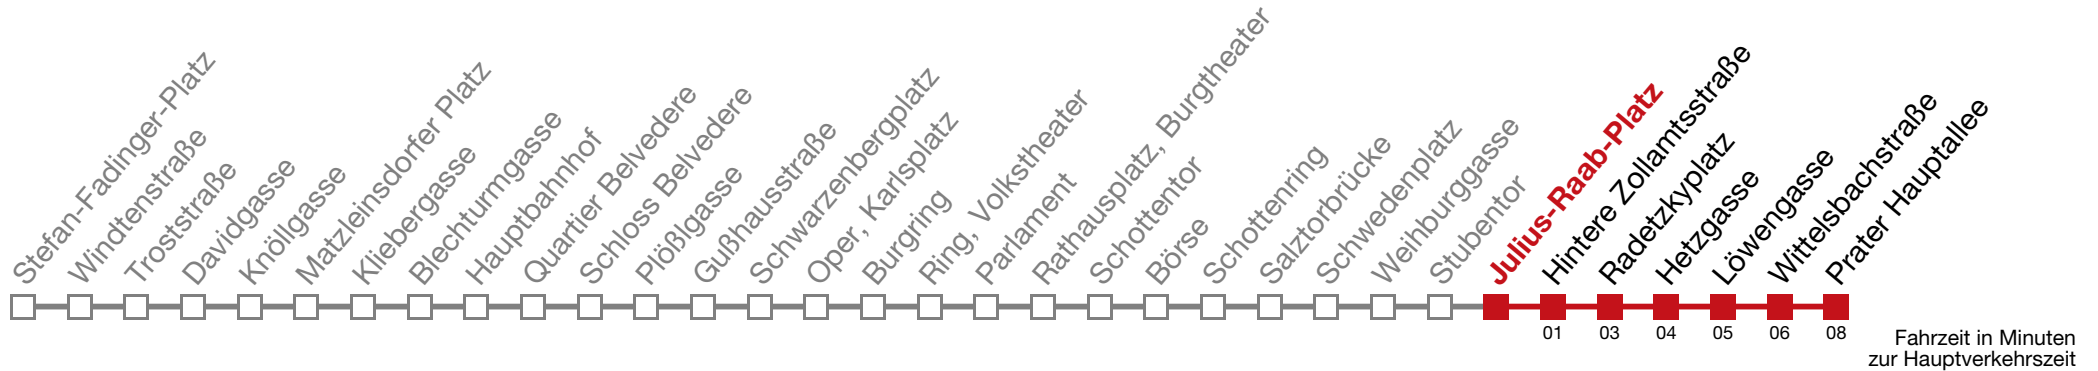 Stefan-Fadinger-Platz
Windtenstraße
Troststraße
Davidgasse
Knöllgasse
Matzleinsdorfer Platz
Kliebergasse
Blechturmgasse
Hauptbahnhof
Quartier Belvedere
Schloss Belvedere
Plößlgasse
Gußhausstraße
Schwarzenbergplatz
Oper, Karlsplatz
Burgring
Ring, Volkstheater
Parlament
Rathausplatz, Burgtheater
Schottentor
Börse
Schottenring
Salztorbrücke
Schwedenplatz
Weihburggasse
Stubentor
Julius-Raab-Platz
Hintere Zollamtsstraße
Radetzkyplatz
Hetzgasse
Löwengasse
Wittelsbachstraße
Prater Hauptallee
01 03 04 05 06 08
Fahrzeit in Minuten
zur Hauptverkehrszeit